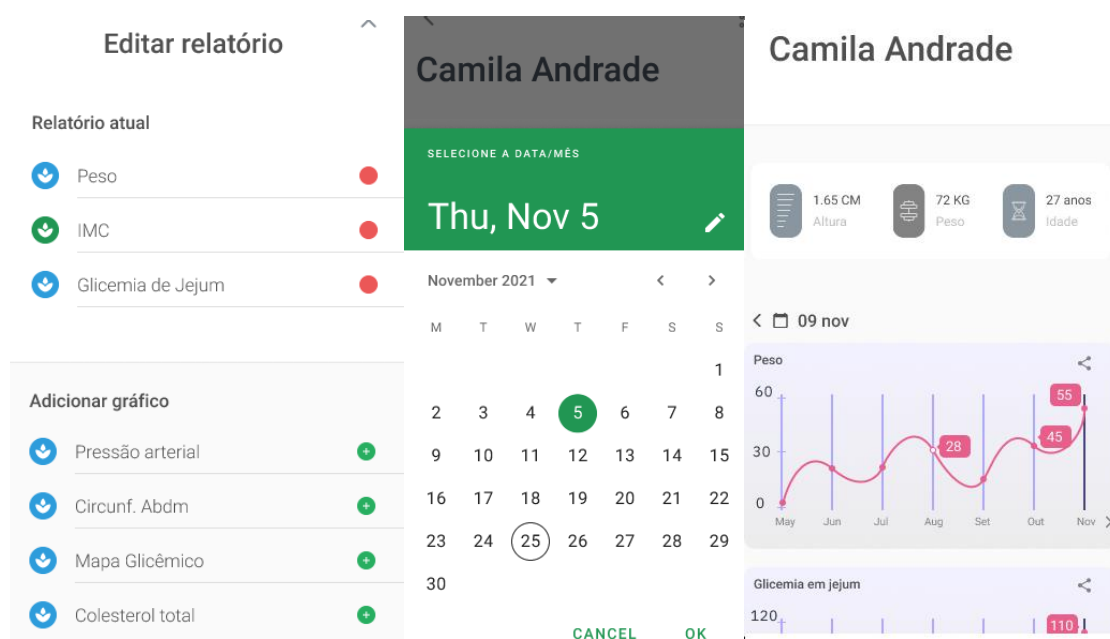 Editar relatório
Relatório atual
Peso
IMC
Glicemia de Jejum
Adicionar gráfico
Pressão arterial
Circunf. Abdm
Mapa Glicêmico
Colesterol total
Camila Andrade
SELECIONE A DATA/MÊS
Thu, Nov 5
November 2021
M T W T F S S
1
2 3 4 5 6 7 8
9 10 11 12 13 14 15
16 17 18 19 20 21 22
23 24 25 26 27 28 29
30
CANCEL OK
Camila Andrade
1.65 CM 72 KG 27 anos
Altura Peso Idade
09 nov
Peso
60
55
45
28
30
0
May Jun Jul Aug Set Out Nov
Glicemia em jejum
120
110